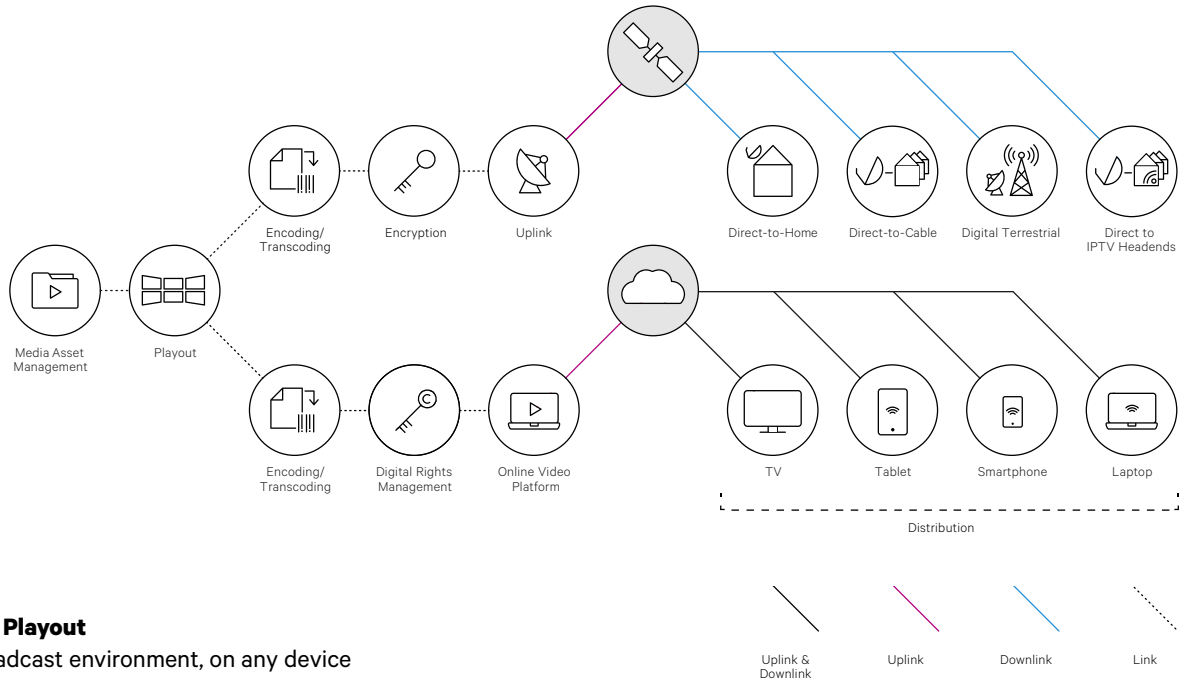 Encoding/
Transcoding
Encryption
Uplink
Direct-to-Home
Direct-to-Cable
Digital Terrestrial
Direct to
IPTV Headends
Media Asset
Management
Playout
Encoding/
Transcoding
Digital Rights
Management
Online Video
Platform
TV
Tablet
Smartphone
Laptop
Distribution
Playout
adcast environment, on any device
Uplink &
Downlink
Uplink
Downlink
Link